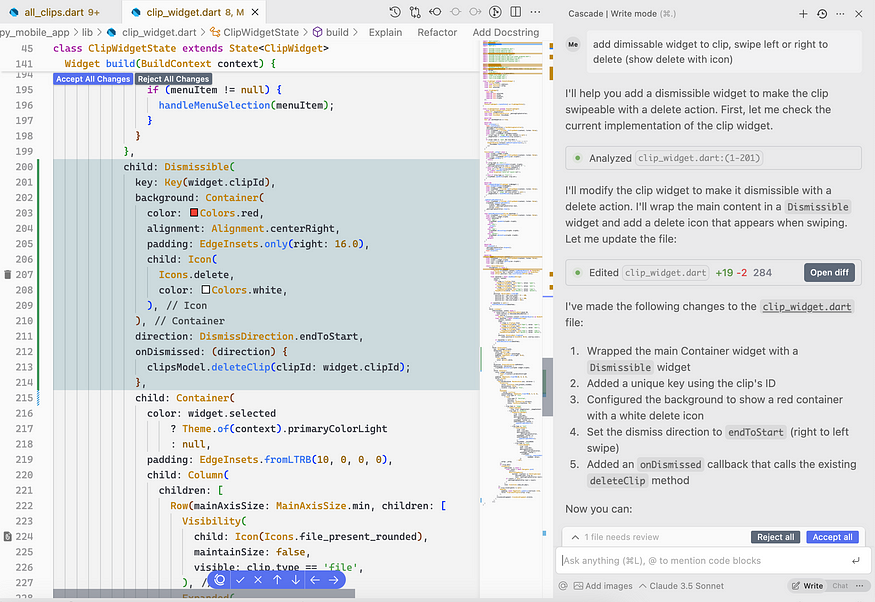 all_clips.dart 9+
clip_widget.dart 8, M
py_mobile_app > lib > clip_widget.dart > ClipWidgetState > build > Explain Refactor Add Docstring
45 class ClipWidgetState extends State<ClipWidget>
141 Widget build(BuildContext context) {
194
Accept All Changes Reject All Changes
195 if (menuItem != null) {
196 handleMenuSelection(menuItem);
197 }
198 }
199 },
200 child: Dismissible(
201 key: Key(widget.clipId),
202 background: Container(
203 color: Colors.red,
204 alignment: Alignment.centerRight,
205 padding: EdgeInsets.only(right: 16.0),
206 child: Icon(
207 Icons.delete,
208 color: Colors.white,
209 ), // Icon
210 ), // Container
211 direction: DismissDirection.endToStart,
212 onDismissed: (direction) {
213 clipsModel.deleteClip(clipId: widget.clipId);
214 },
215 child: Container(
216 color: widget.selected
217 ? Theme.of(context).primaryColorLight
218 : null,
219 padding: EdgeInsets.fromLTRB(10, 0, 0, 0),
220 child: Column(
221 children: [
222 Row(mainAxisSize: MainAxisSize.min, children: [
223 Visibility(
224 child: Icon(Icons.file_present_rounded),
225 maintainSize: false,
226 visible: clip.type == 'file',
227 ), //
228 Expanded(
Cascade | Write mode (⌘.)
Me
add dimissable widget to clip, swipe left or right to
delete (show delete with icon)
I'll help you add a dismissible widget to make the clip
swipeable with a delete action. First, let me check the
current implementation of the clip widget.
Analyzed clip_widget.dart:(1-201)
I'll modify the clip widget to make it dismissible with a
delete action. I'll wrap the main content in a Dismissible
widget and add a delete icon that appears when swiping.
Let me update the file:
Edited clip_widget.dart +19 -2 284 Open diff
I've made the following changes to the clip_widget.dart
file:
1. Wrapped the main Container widget with a
Dismissible widget
2. Added a unique key using the clip's ID
3. Configured the background to show a red container
with a white delete icon
4. Set the dismiss direction to endToStart (right to left
swipe)
5. Added an onDismissed callback that calls the existing
deleteClip method
Now you can:
1 file needs review Reject all Accept all
Ask anything (⌘L), @ to mention code blocks
Add images Claude 3.5 Sonnet Write Chat